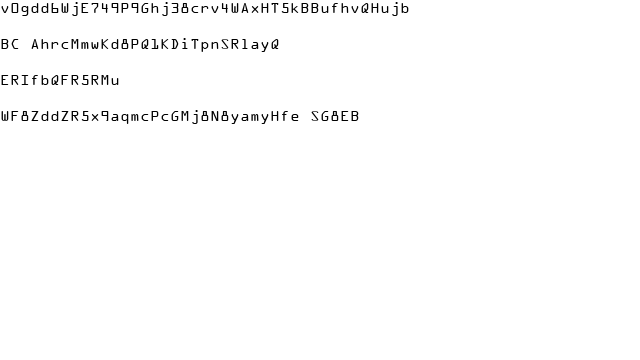 vOgdd6WjE749P9Ghj38crv4WAxHT5kBBufhvQHujb
BC AhrcMmwKd8PQ1KDiTpnSRlayQ
ERIfbQFR5RMu
WF8ZddZR5x9aqmcPcGMj8N8yamyHfe SG8EB